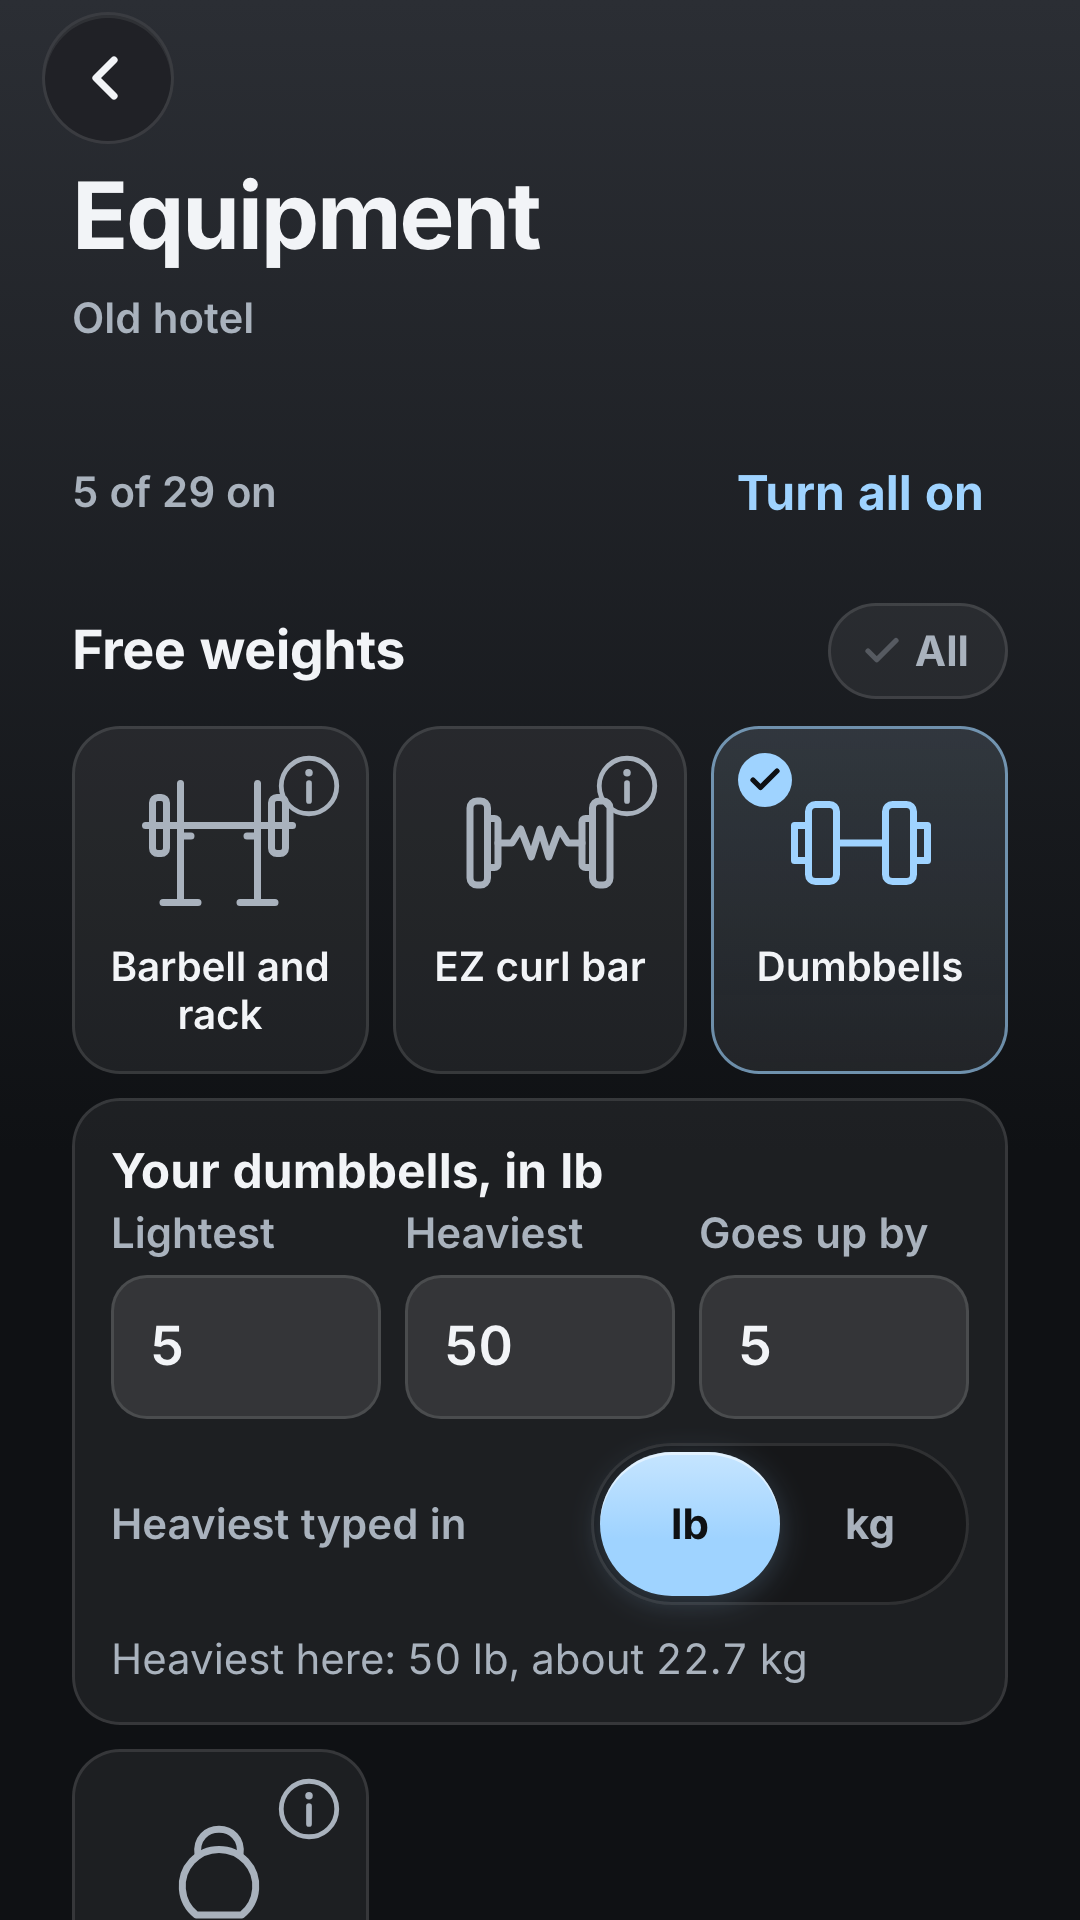 Equipment
Old hotel
5 of 29 on
Turn all on
Free weights
All
Barbell and
rack
EZ curl bar
Dumbbells
Your dumbbells, in lb
Lightest
Heaviest
Goes up by
5
50
5
Heaviest typed in
lb
kg
Heaviest here: 50 lb, about 22.7 kg